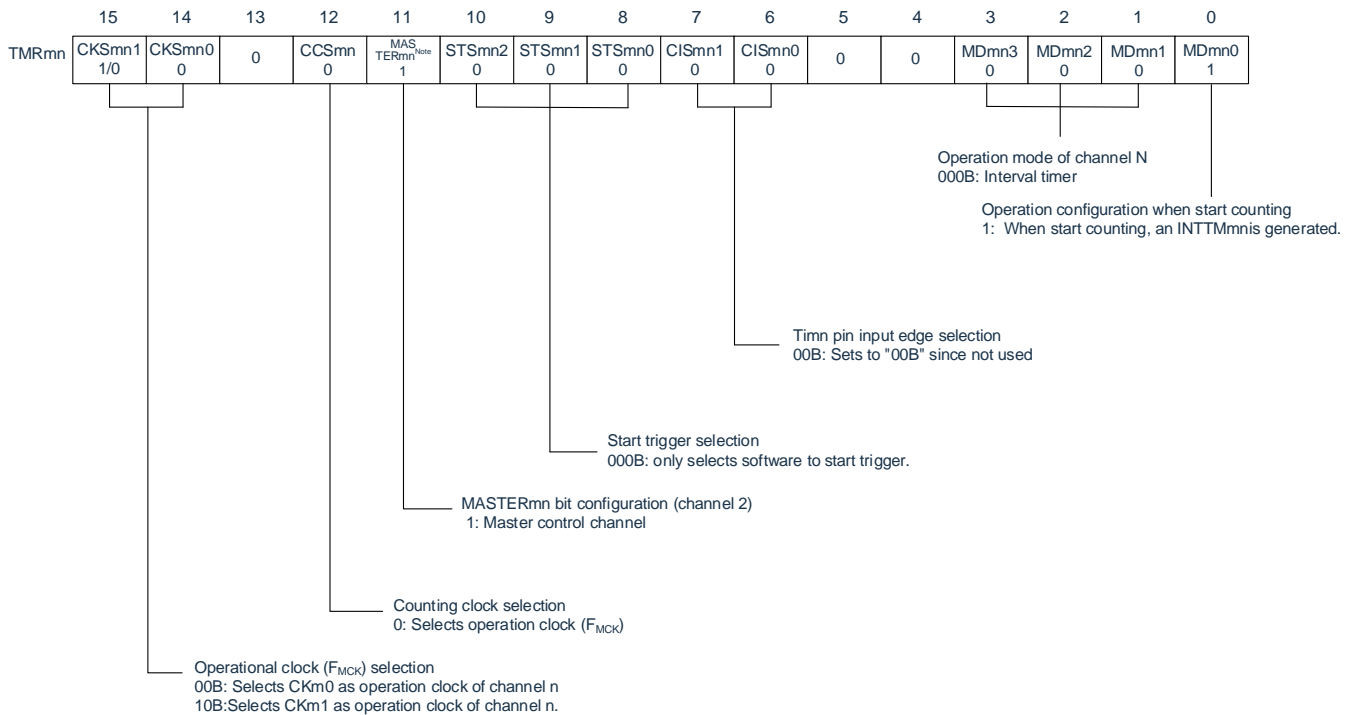 15 14 13 12 11 10 9 8 7 6 5 4 3 2 1 0
TMRmn
CKSmn1 CKSmn0 0 CCSmn MAS STSmn2 STSmn1 STSmn0 CISmn1 CISmn0 0 0 MDmn3 MDmn2 MDmn1 MDmn0
TERmnNote
1/0 0 0 1 0 0 0 0 0 0 0 0 1
Operation mode of channel N
000B: Interval timer
Operation configuration when start counting
1: When start counting, an INTTMmnis generated.
Timn pin input edge selection
00B: Sets to "00B" since not used
Start trigger selection
000B: only selects software to start trigger.
MASTERmn bit configuration (channel 2)
1: Master control channel
Counting clock selection
0: Selects operation clock (FMCK)
Operational clock (FMCK) selection
00B: Selects CKm0 as operation clock of channel n
10B:Selects CKm1 as operation clock of channel n.